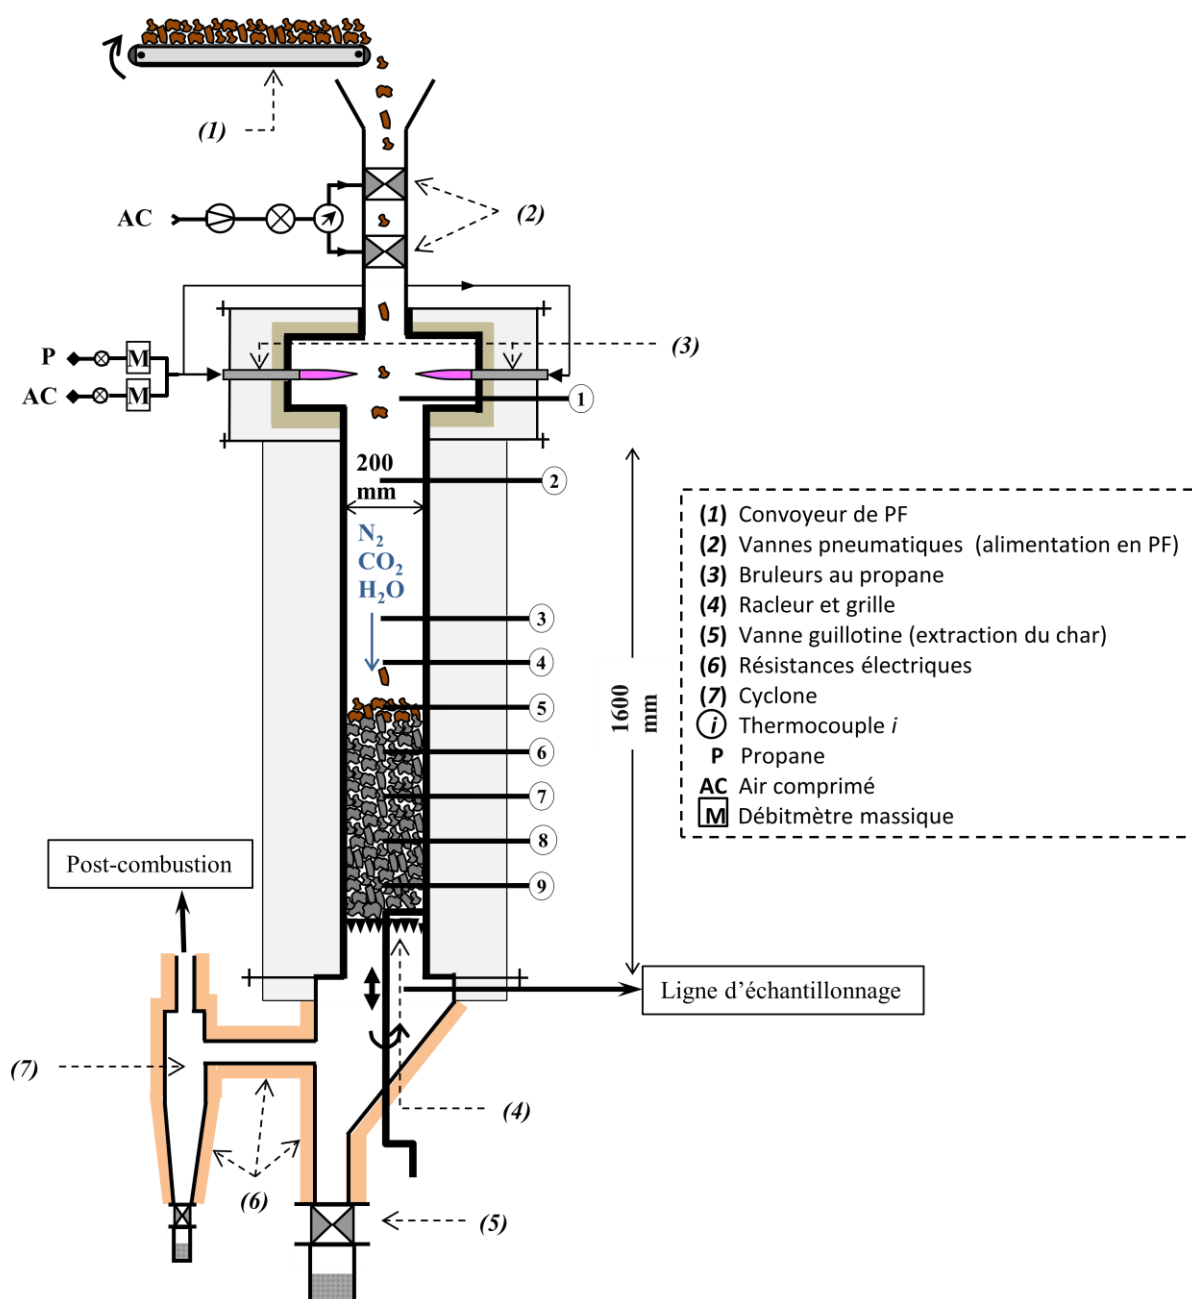 (1)
AC
(2)
P
M
(3)
AC
M
1
200
mm
2
N2
CO2
H2O
3
4
5
6
7
8
9
1600
mm
(1) Convoyeur de PF
(2) Vannes pneumatiques (alimentation en PF)
(3) Bruleurs au propane
(4) Racleur et grille
(5) Vanne guillotine (extraction du char)
(6) Résistances électriques
(7) Cyclone
i Thermocouple i
P Propane
AC Air comprimé
M Débitmètre massique
Post-combustion
Ligne d'échantillonnage
(7)
(4)
(6)
(5)